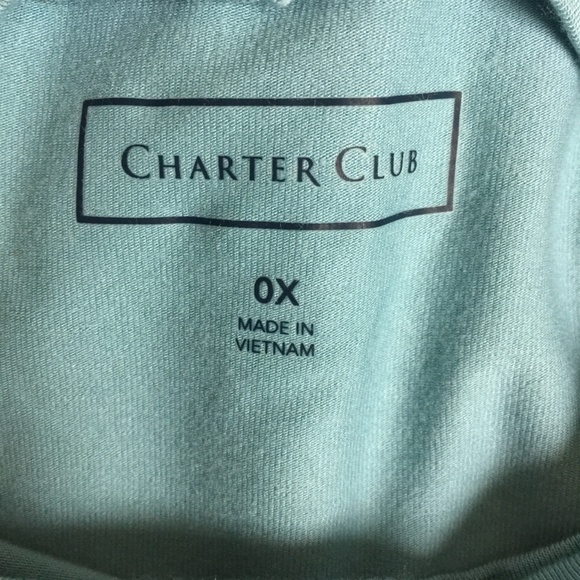 CHARTER CLUB
0X
MADE IN
VIETNAM